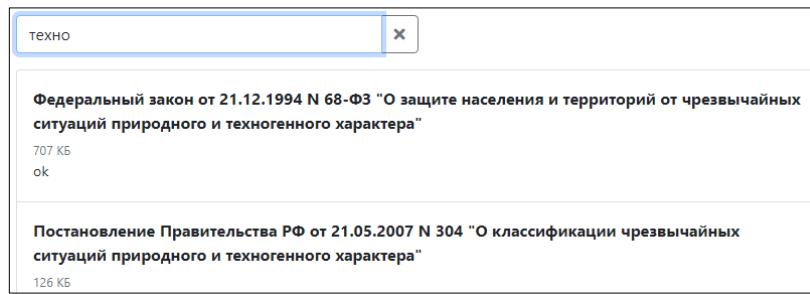 техно
Федеральный закон от 21.12.1994 N 68-ФЗ "О защите населения и территорий от чрезвычайных
ситуаций природного и техногенного характера"
707 КБ
ok
Постановление Правительства РФ от 21.05.2007 N 304 "О классификации чрезвычайных
ситуаций природного и техногенного характера"
126 КБ